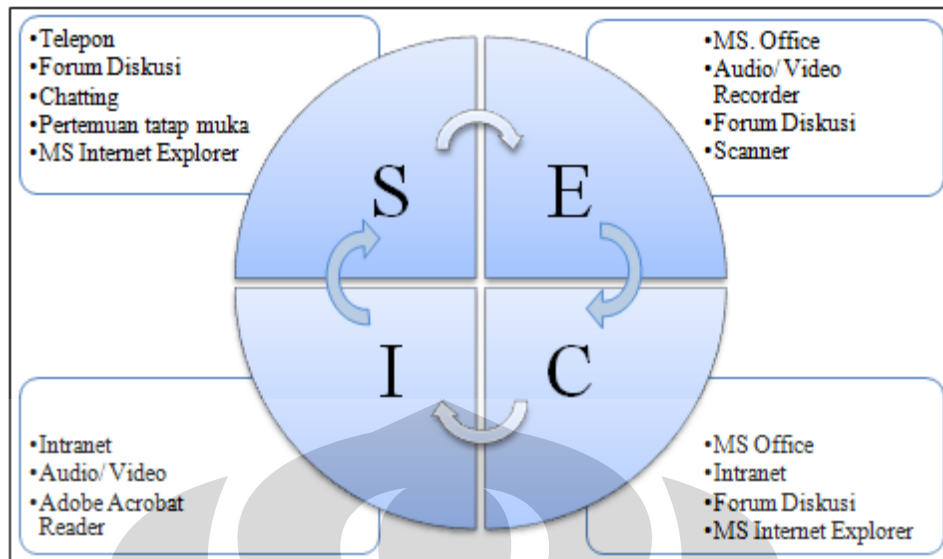 •Telepon
•Forum Diskusi
•Chatting
•Pertemuan tatap muka
•MS Internet Explorer
•MS. Office
•Audio/ Video
Recorder
•Forum Diskusi
•Scanner
S
E
I
C
•Intranet
•Audio/ Video
•Adobe Acrobat
Reader
•MS Office
•Intranet
•Forum Diskusi
•MS Internet Explorer